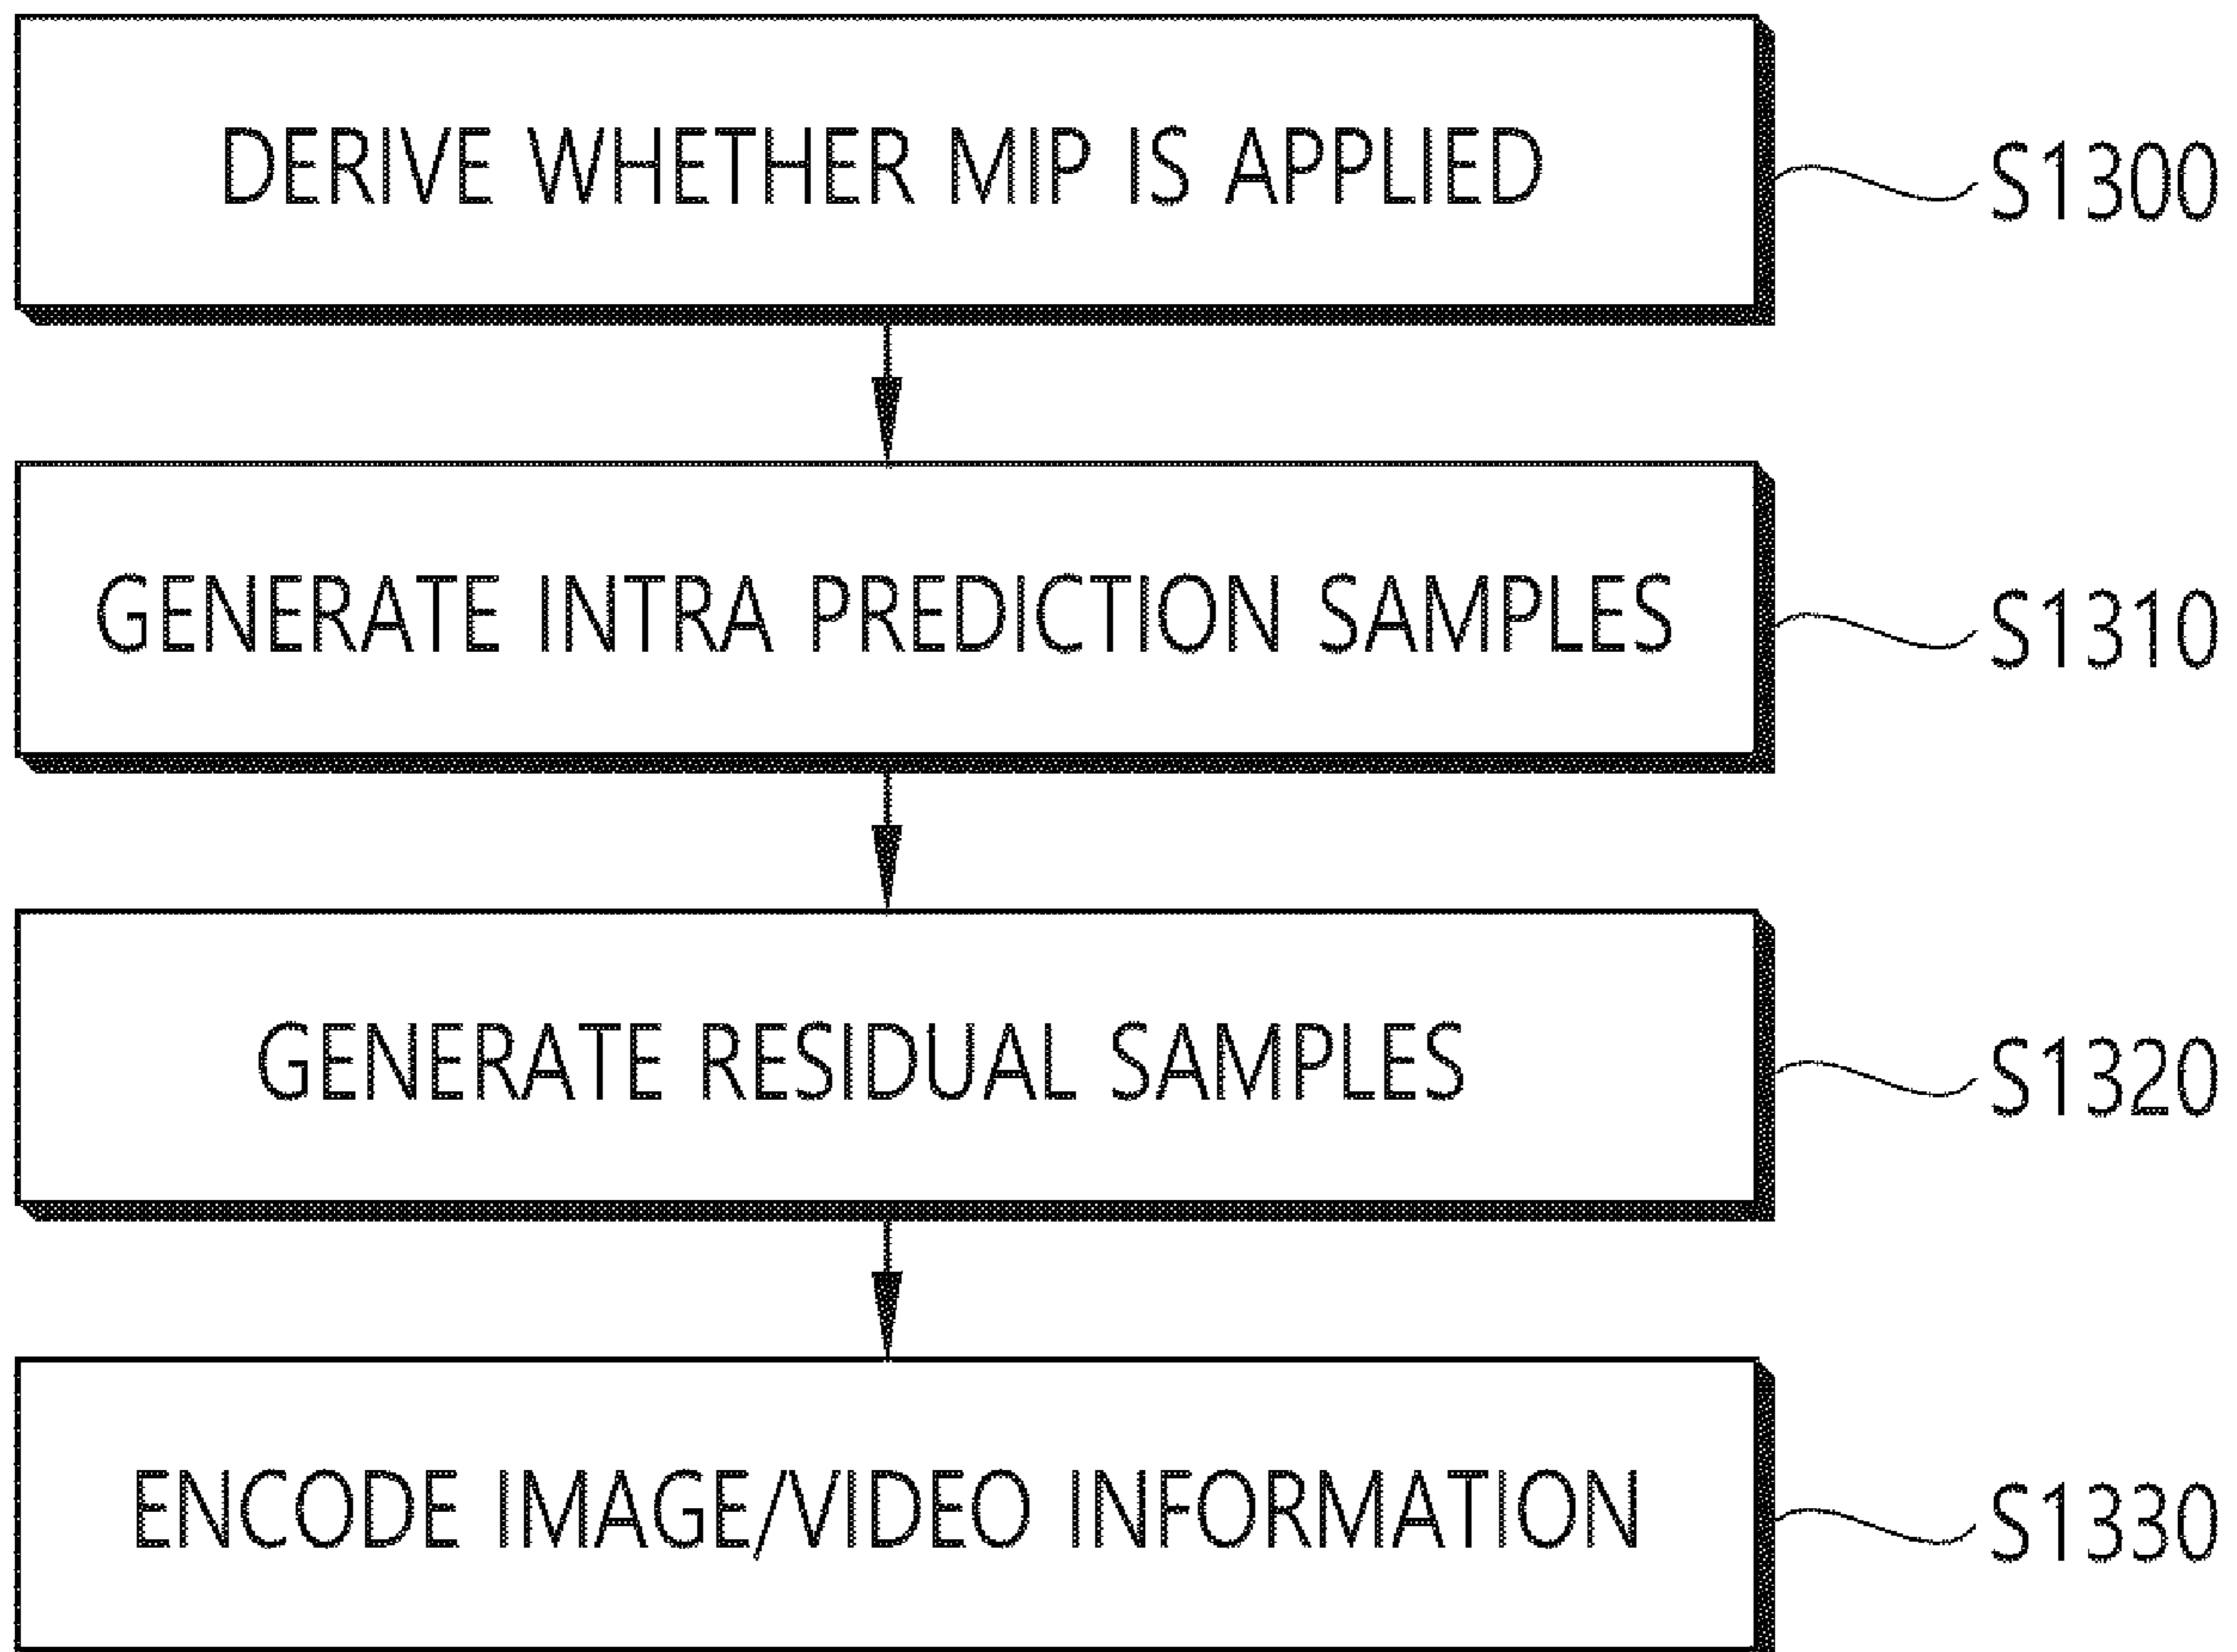 DERIVE WHETHER MIP IS APPLIED
S1300
GENERATE INTRA PREDICTION SAMPLES
S1310
GENERATE RESIDUAL SAMPLES
S1320
ENCODE IMAGE/VIDEO INFORMATION
S1330